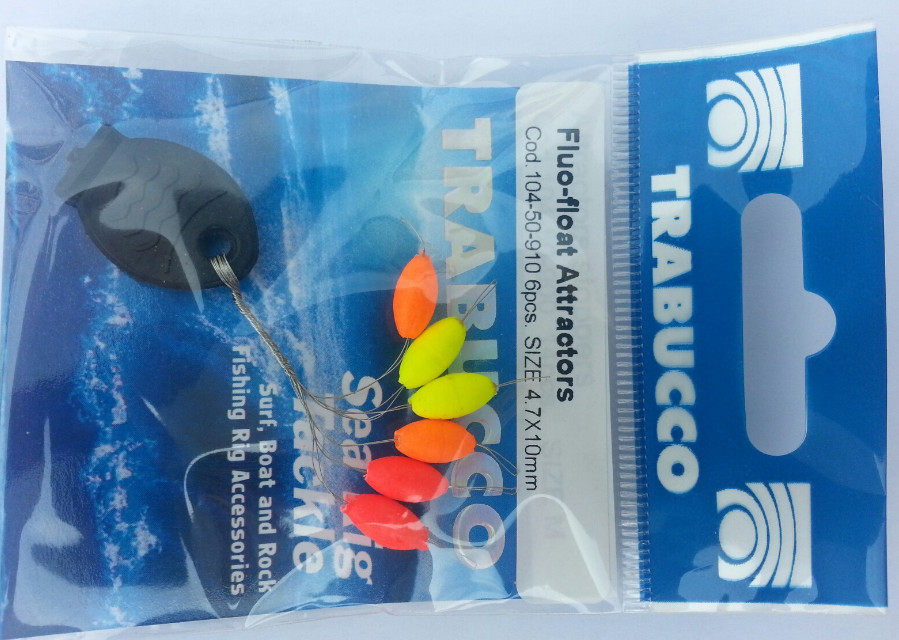 TRABUCCO
Fluo-float Attractors
Cod. 104-50-910 6pcs. SIZE 4.7X10mm
TRABUCCO
Sea Rig
Tackle
Surf, Boat and Rock
Fishing Rig Accessories